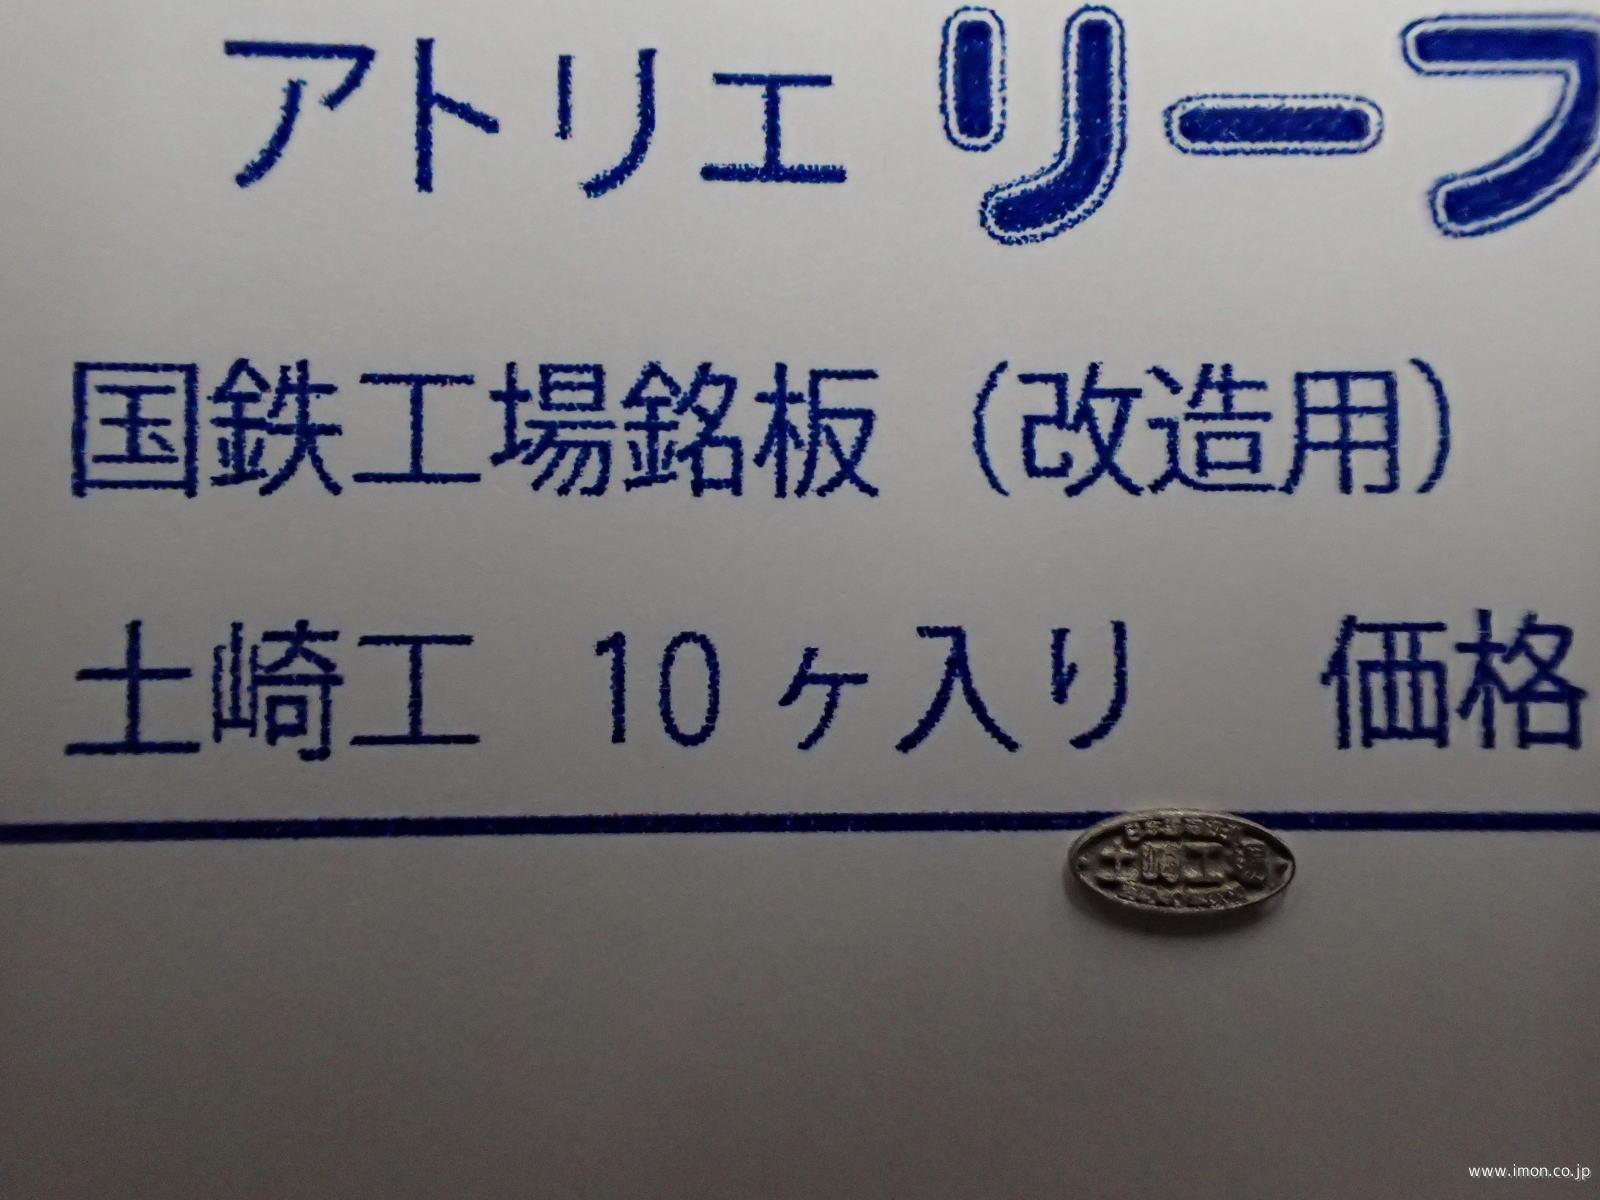 アトリエ リーフ
国鉄工場銘板（改造用）
土崎工 10ヶ入り 価格
土崎工場
www.imon.co.jp